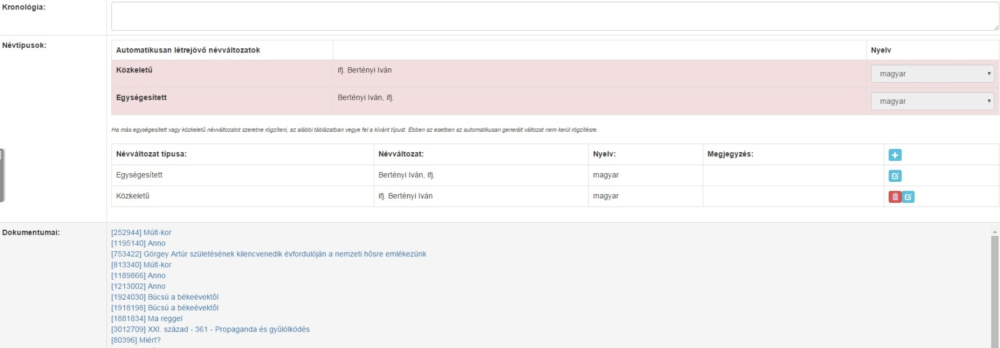 Kronológia:
Névtípusok:
Automatikusan létrejövő névváltozatok Nyelv
Közkeletű ifj. Bertényi Iván magyar
Egységesített Bertényi Iván, ifj. magyar
Ha más egységesített vagy közkeletű névváltozatot szeretne rögzíteni, az alábbi táblázatban vegye fel a kívánt típust. Ebben az esetben az automatikusan generált változat nem kerül rögzítésre.
Névváltozat típusa: Névváltozat: Nyelv: Megjegyzés:
Egységesített Bertényi Iván, ifj. magyar
Közkeletű ifj. Bertényi Iván magyar
Dokumentumai:
[252944] Múlt-kor
[1195140] Anno
[753422] Görgey Artúr születésének kilencvenedik évfordulóján a nemzeti hősre emlékezünk
[813340] Múlt-kor
[1189866] Anno
[1213002] Anno
[1924030] Búcsú a békeévektől
[1918198] Búcsú a békeévektől
[1881834] Ma reggel
[3012709] XXI. század - 361 - Propaganda és gyűlölködés
[80396] Miért?